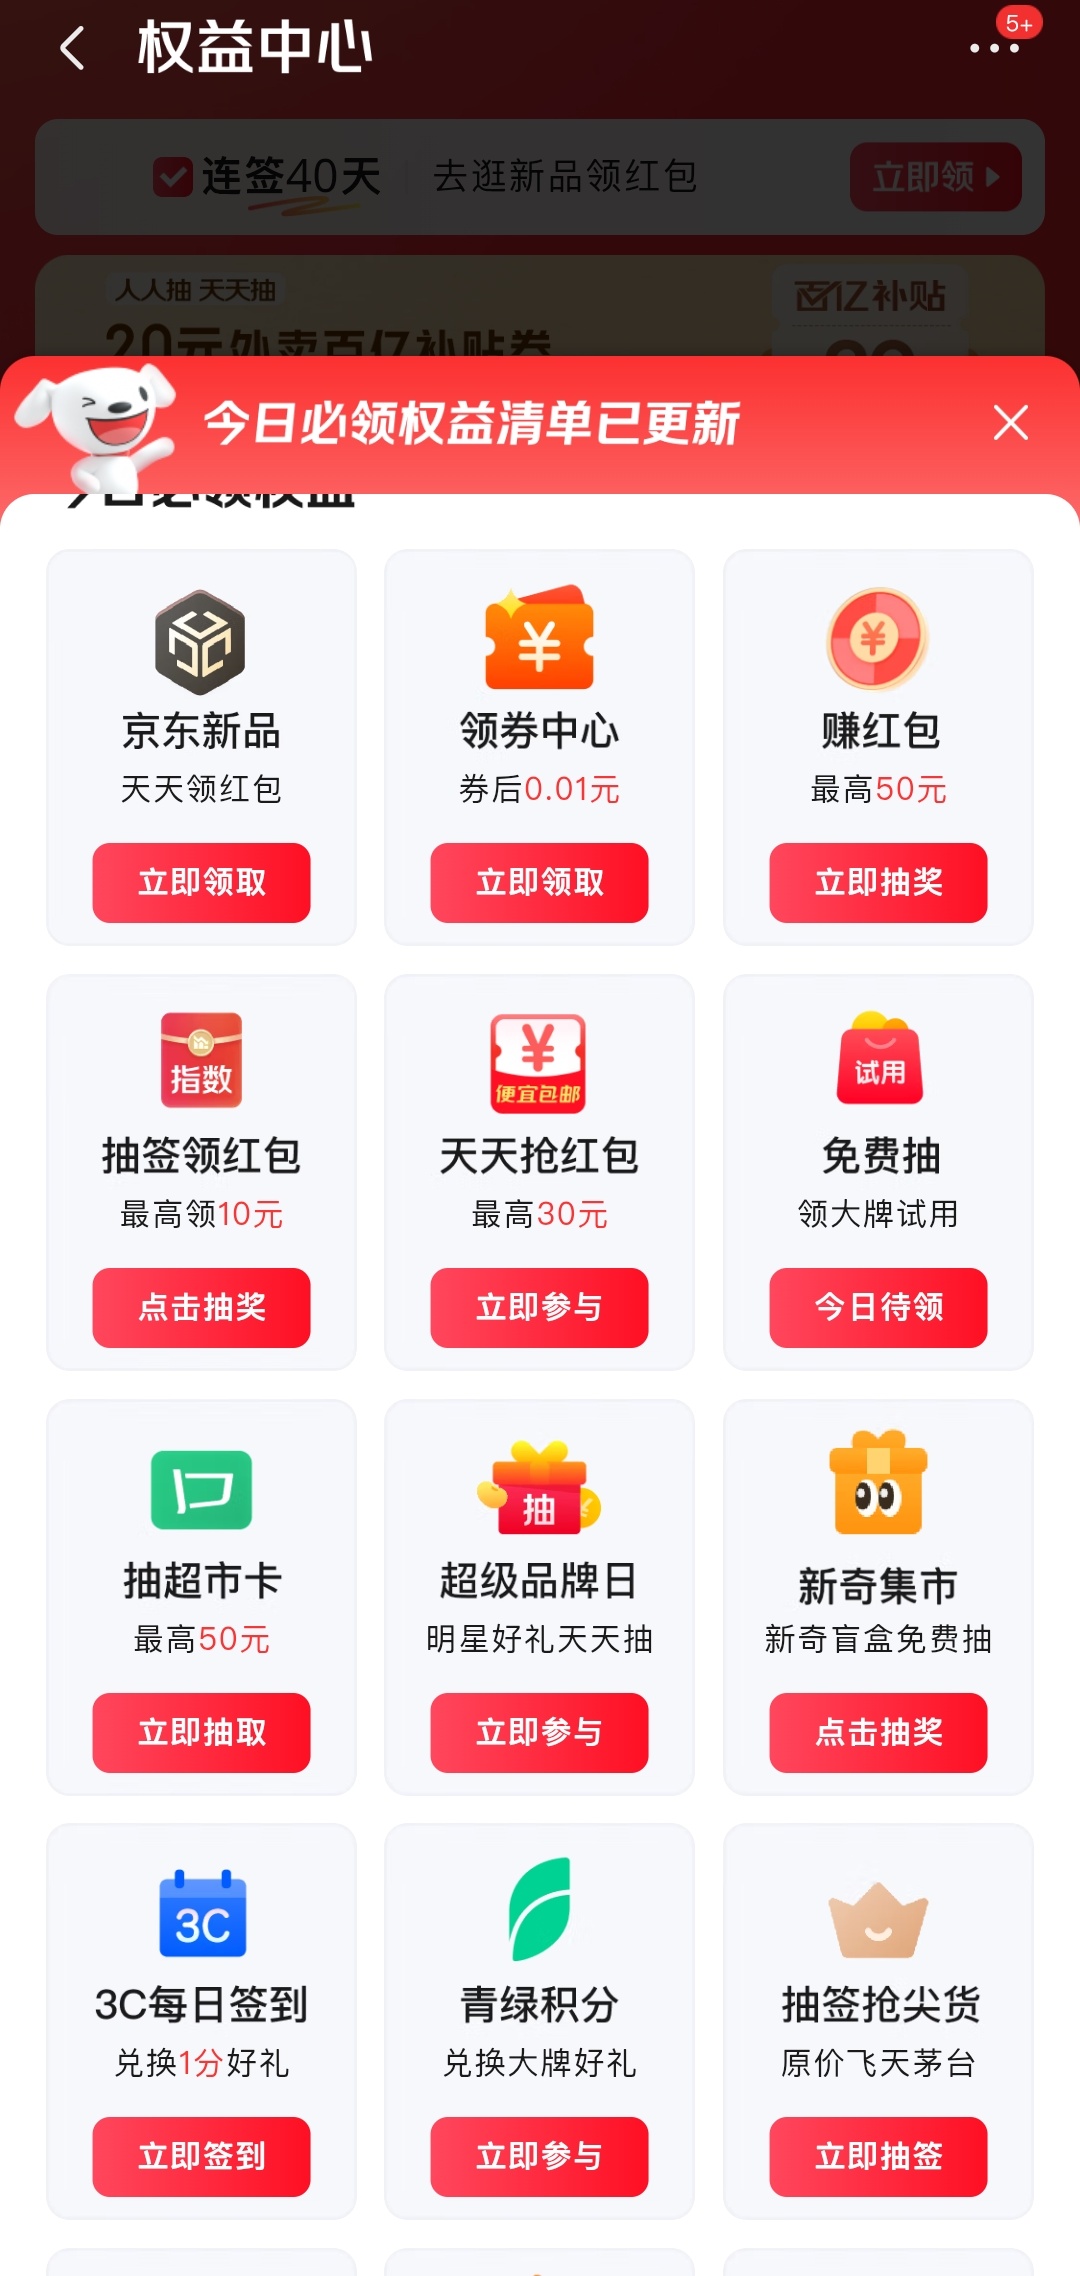 权益中心
5+
连签40天 去逛新品领红包 立即领
人人抽 天天抽
百亿补贴
20元外卖百亿补贴券
今日必领权益清单已更新
今日必领权益
京东新品 领券中心 赚红包
天天领红包 券后0.01元 最高50元
立即领取 立即领取 立即抽奖
指数 便宜包邮 试用
抽签领红包 天天抢红包 免费抽
最高领10元 最高30元 领大牌试用
点击抽奖 立即参与 今日待领
抽
抽超市卡 超级品牌日 新奇集市
最高50元 明星好礼天天抽 新奇盲盒免费抽
立即抽取 立即参与 点击抽奖
3C
3C每日签到 青绿积分 抽签抢尖货
兑换1分好礼 兑换大牌好礼 原价飞天茅台
立即签到 立即参与 立即抽签